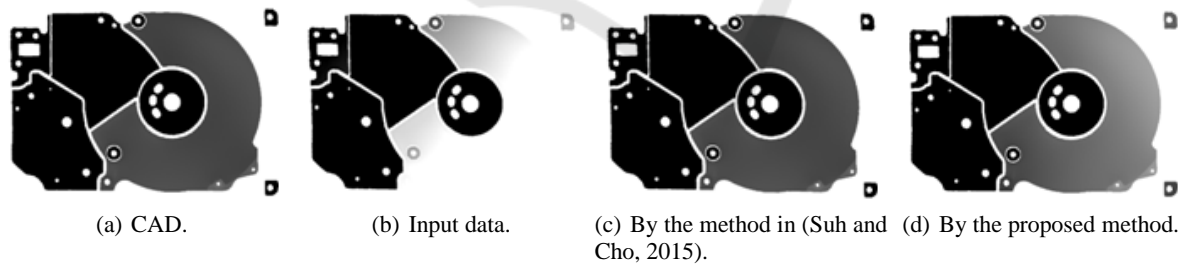 (a) CAD.
(b) Input data.
(c) By the method in (Suh and
Cho, 2015).
(d) By the proposed method.